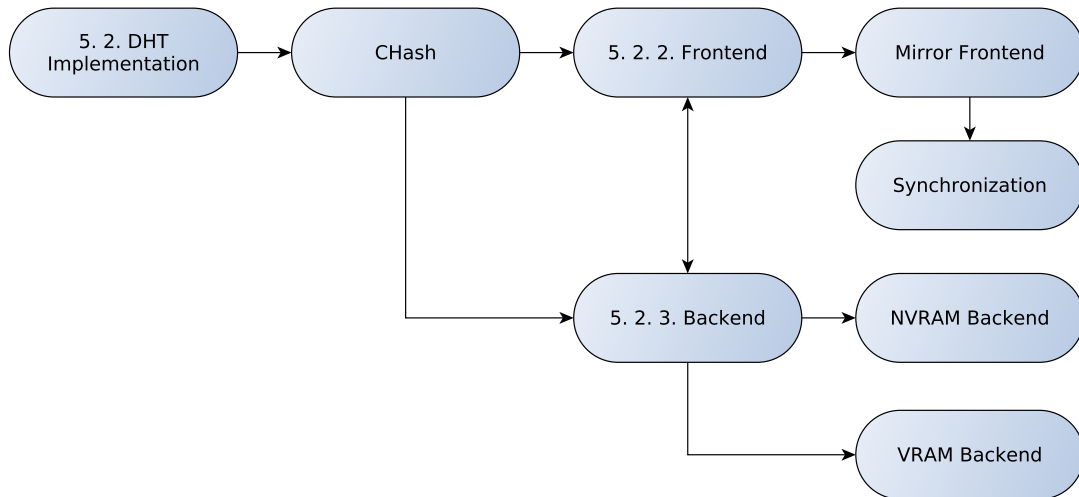 5. 2. DHT
Implementation
CHash
5. 2. 2. Frontend
Mirror Frontend
Synchronization
5. 2. 3. Backend
NVRAM Backend
VRAM Backend